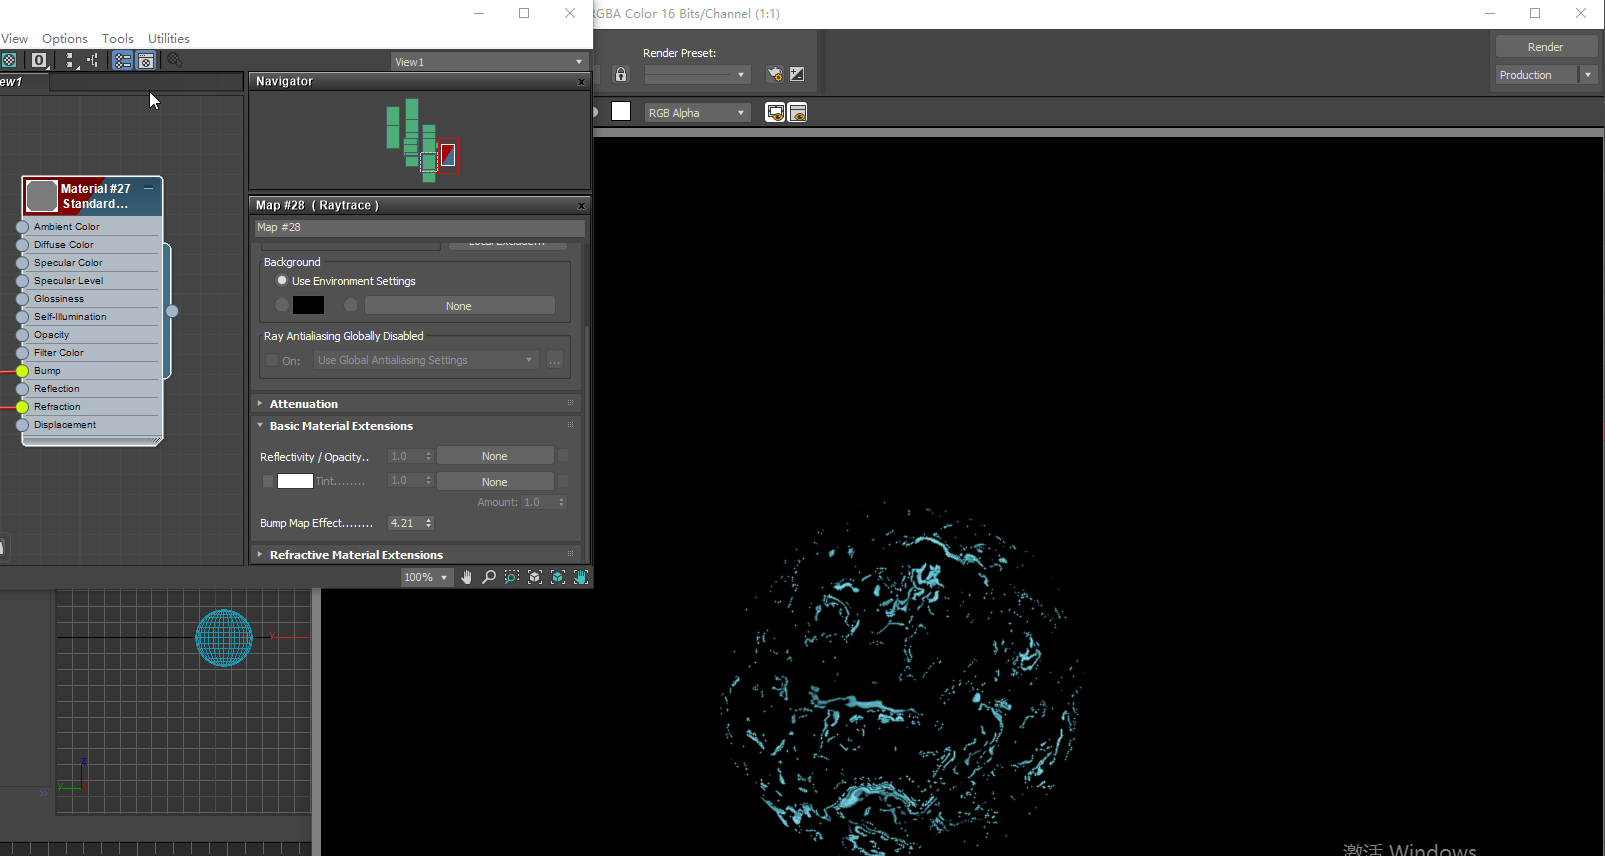 RGBA Color 16 Bits/Channel (1:1)
View Options Tools Utilities
Render Preset:
Render
View1
Production
ew1
Navigator
RGB Alpha
Material #27
Standard...
Map #28 ( Raytrace )
Map #28
Ambient Color
Diffuse Color
Specular Color
Specular Level
Glossiness
Self-Illumination
Opacity
Filter Color
Bump
Reflection
Refraction
Displacement
Background
Use Environment Settings
None
Ray Antialiasing Globally Disabled
On: Use Global Antialiasing Settings ...
Attenuation
Basic Material Extensions
Reflectivity / Opacity.. 1.0 None
Tint........ 1.0 None
Amount: 1.0
Bump Map Effect....... 4.21
Refractive Material Extensions
100%
y
z
y
激活 Windows